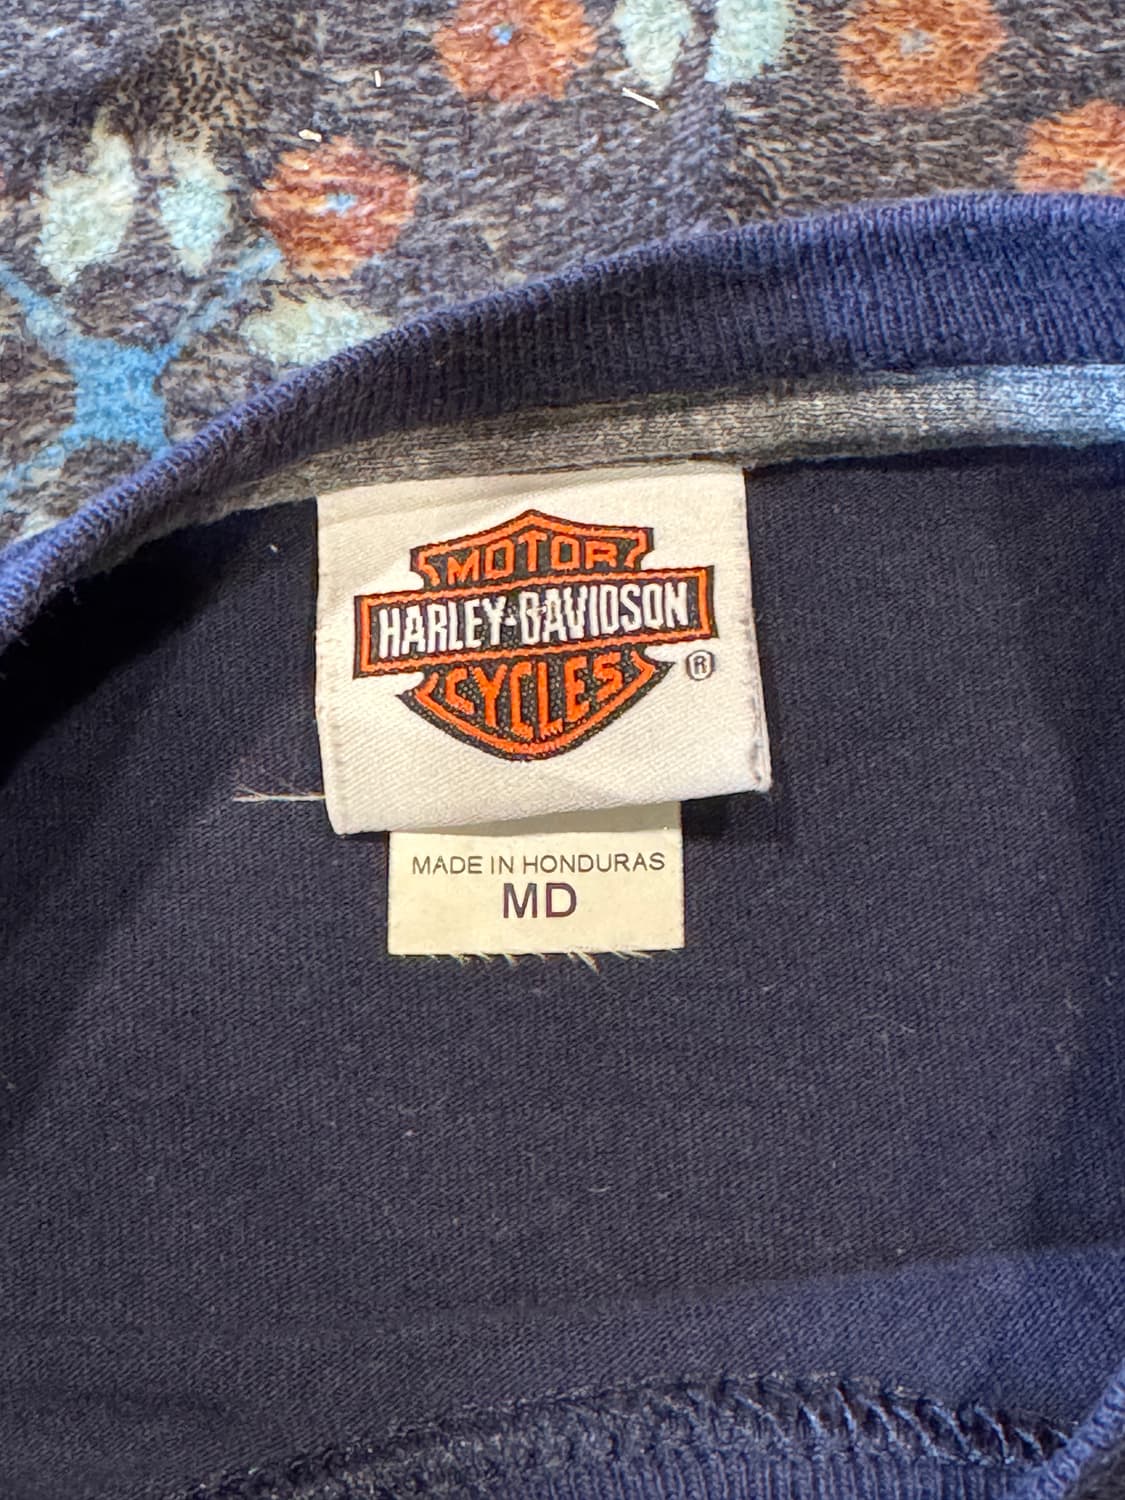 MOTOR
HARLEY-DAVIDSON
CYCLES
®
MADE IN HONDURAS
MD